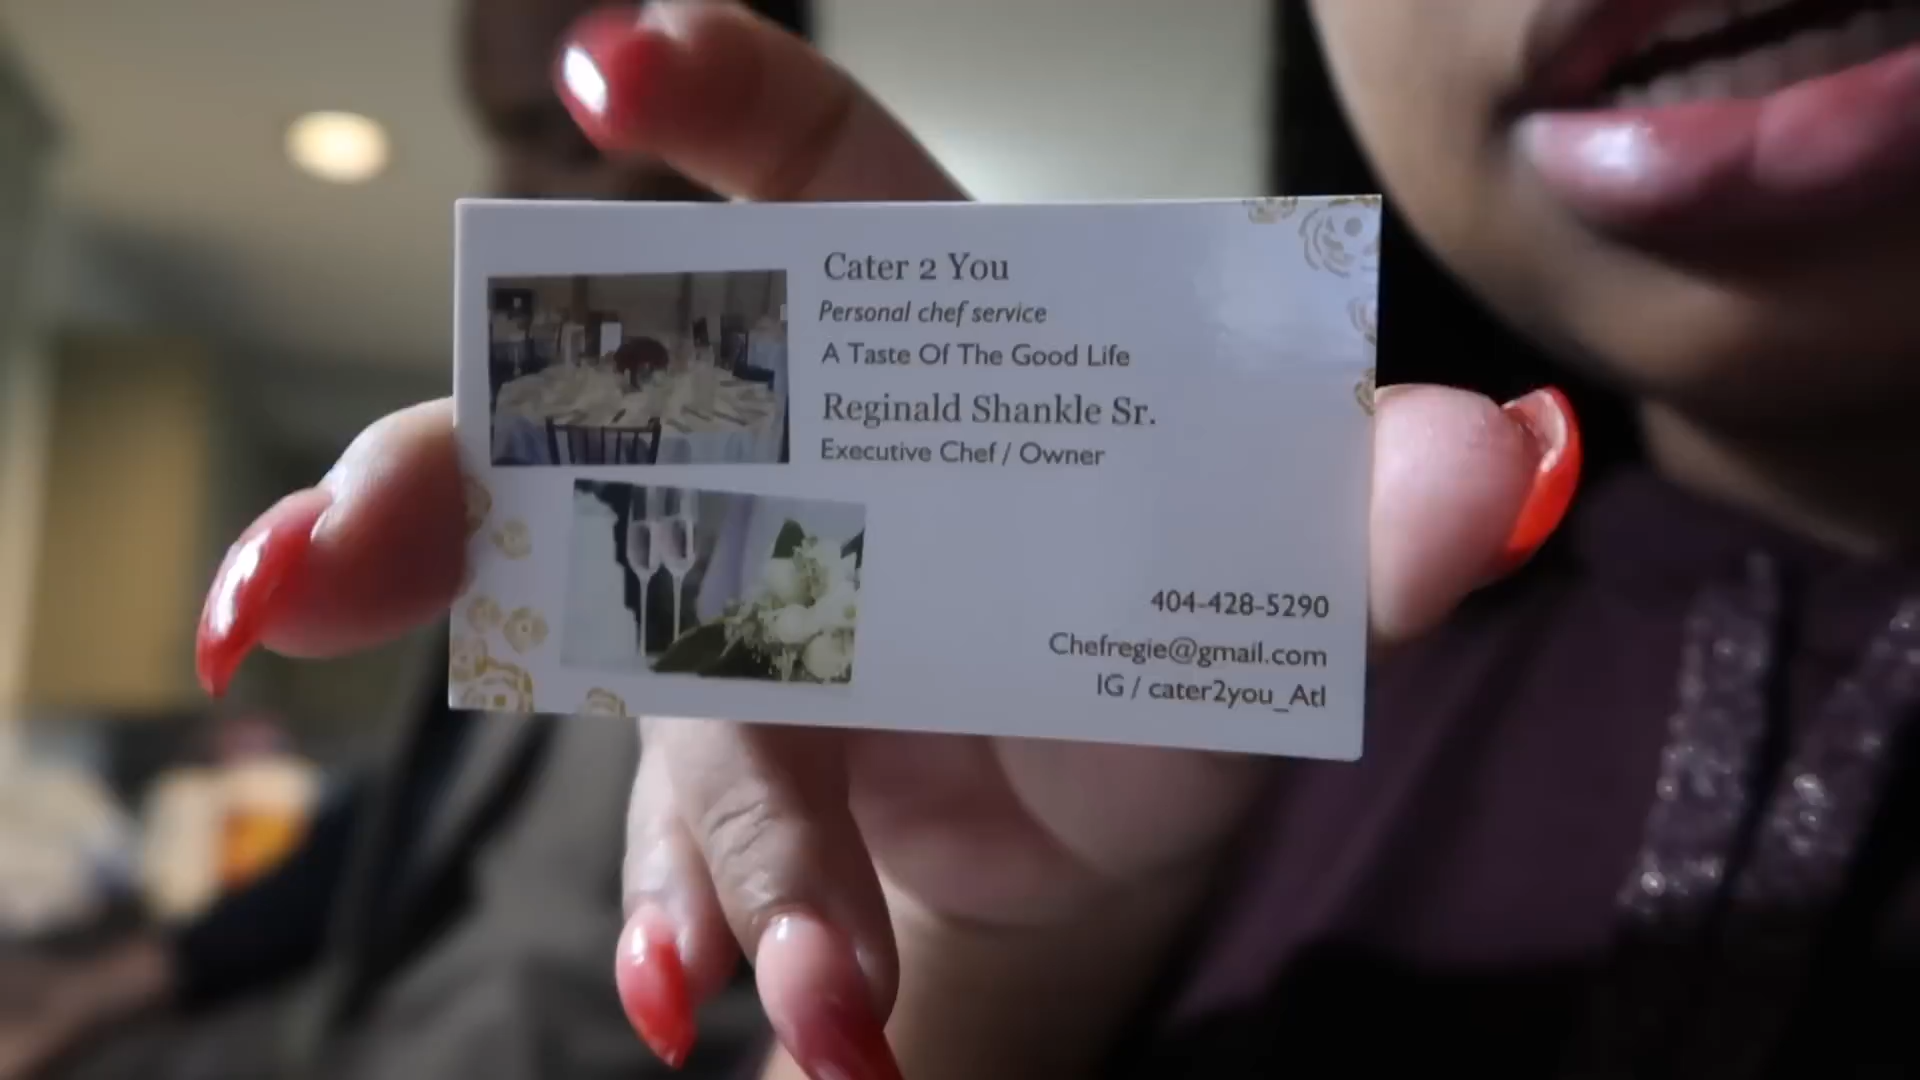 Cater 2 You
Personal chef service
A Taste Of The Good Life
Reginald Shankle Sr.
Executive Chef / Owner
404-428-5290
Chefregie@gmail.com
IG / cater2you_Atl